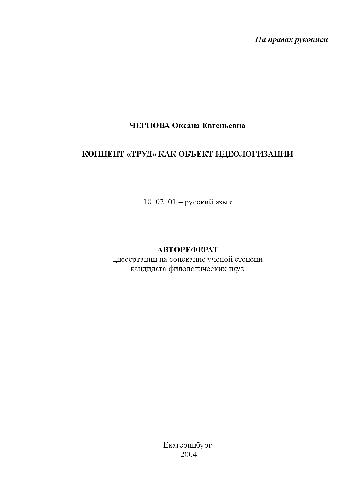 На правах рукописи
ЧЕРНОВА Оксана Евгеньевна
КОНЦЕПТ «ТРУД» КАК ОБЪЕКТ ИДЕОЛОГИЗАЦИИ
10. 02. 01 – русский язык
АВТОРЕФЕРАТ
диссертации на соискание ученой степени
кандидата филологических наук
Екатеринбург
2004